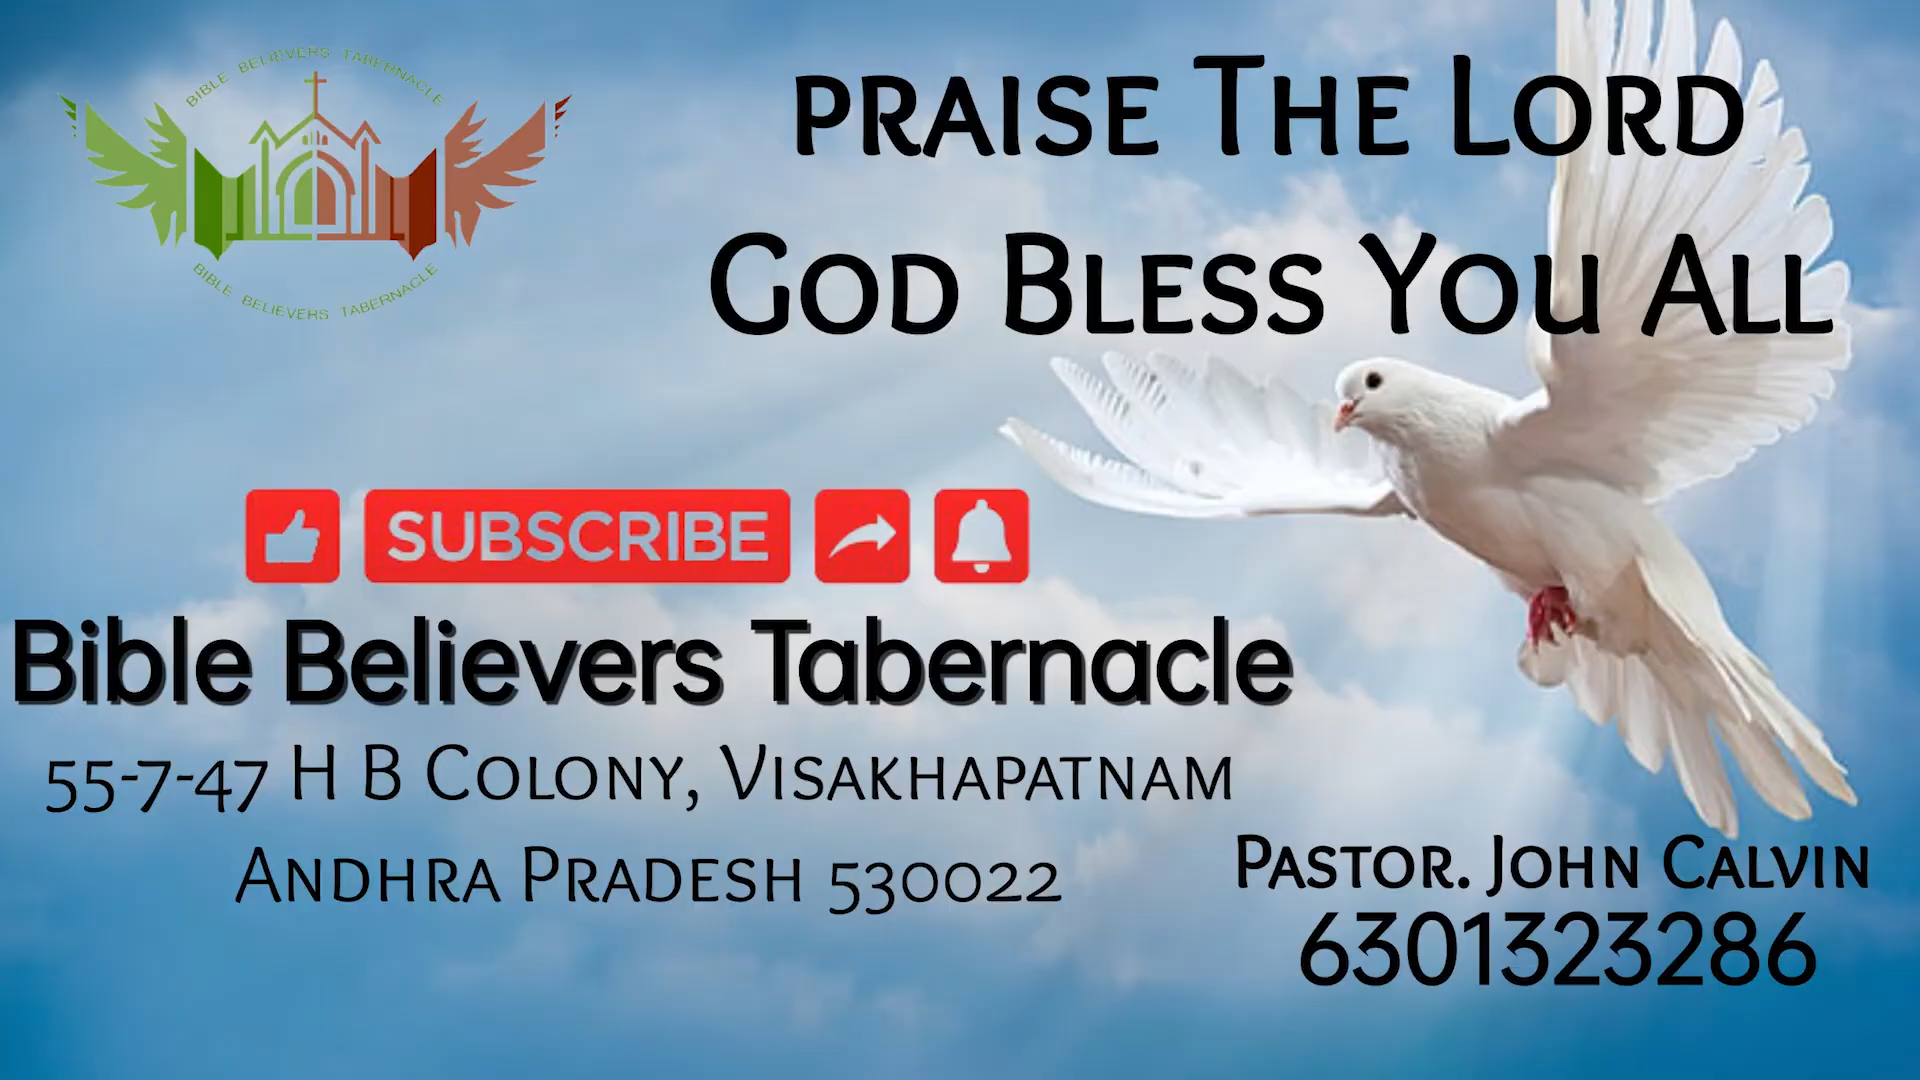 BIBLE BELIEVERS TABERNACLE
BIBLE BELIEVERS TABERNACLE
PRAISE THE LORD
GOD BLESS YOU ALL
SUBSCRIBE
Bible Believers Tabernacle
55-7-47 H B COLONY, VISAKHAPATNAM
ANDHRA PRADESH 530022
PASTOR. JOHN CALVIN
6301323286